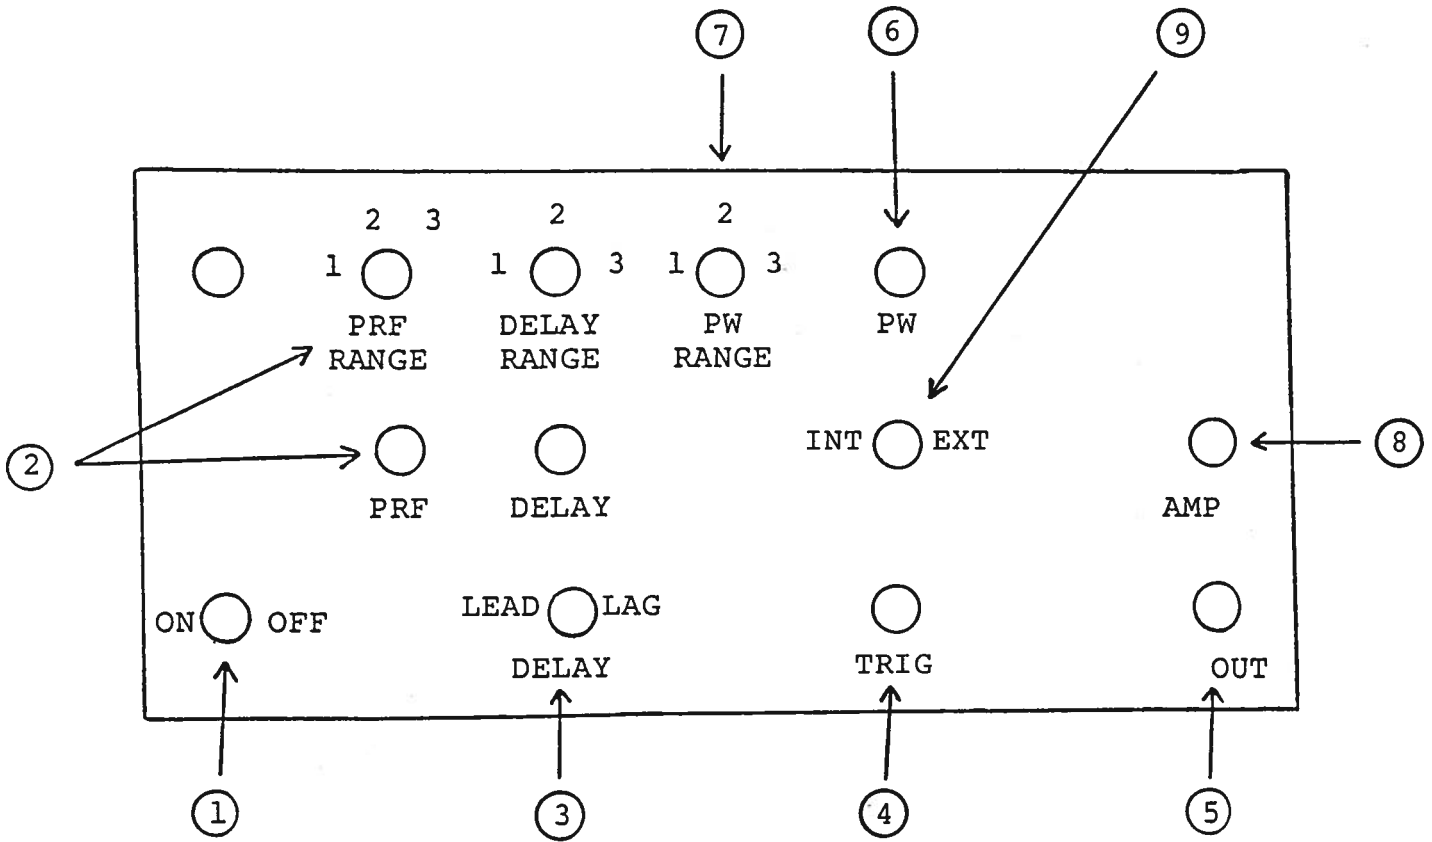 7 6 9
2 3 2 2
1 1 3 1 3
PRF DELAY PW PW
RANGE RANGE RANGE
INT EXT 8
2
PRF DELAY AMP
ON OFF LEAD LAG
DELAY TRIG OUT
1 3 4 5